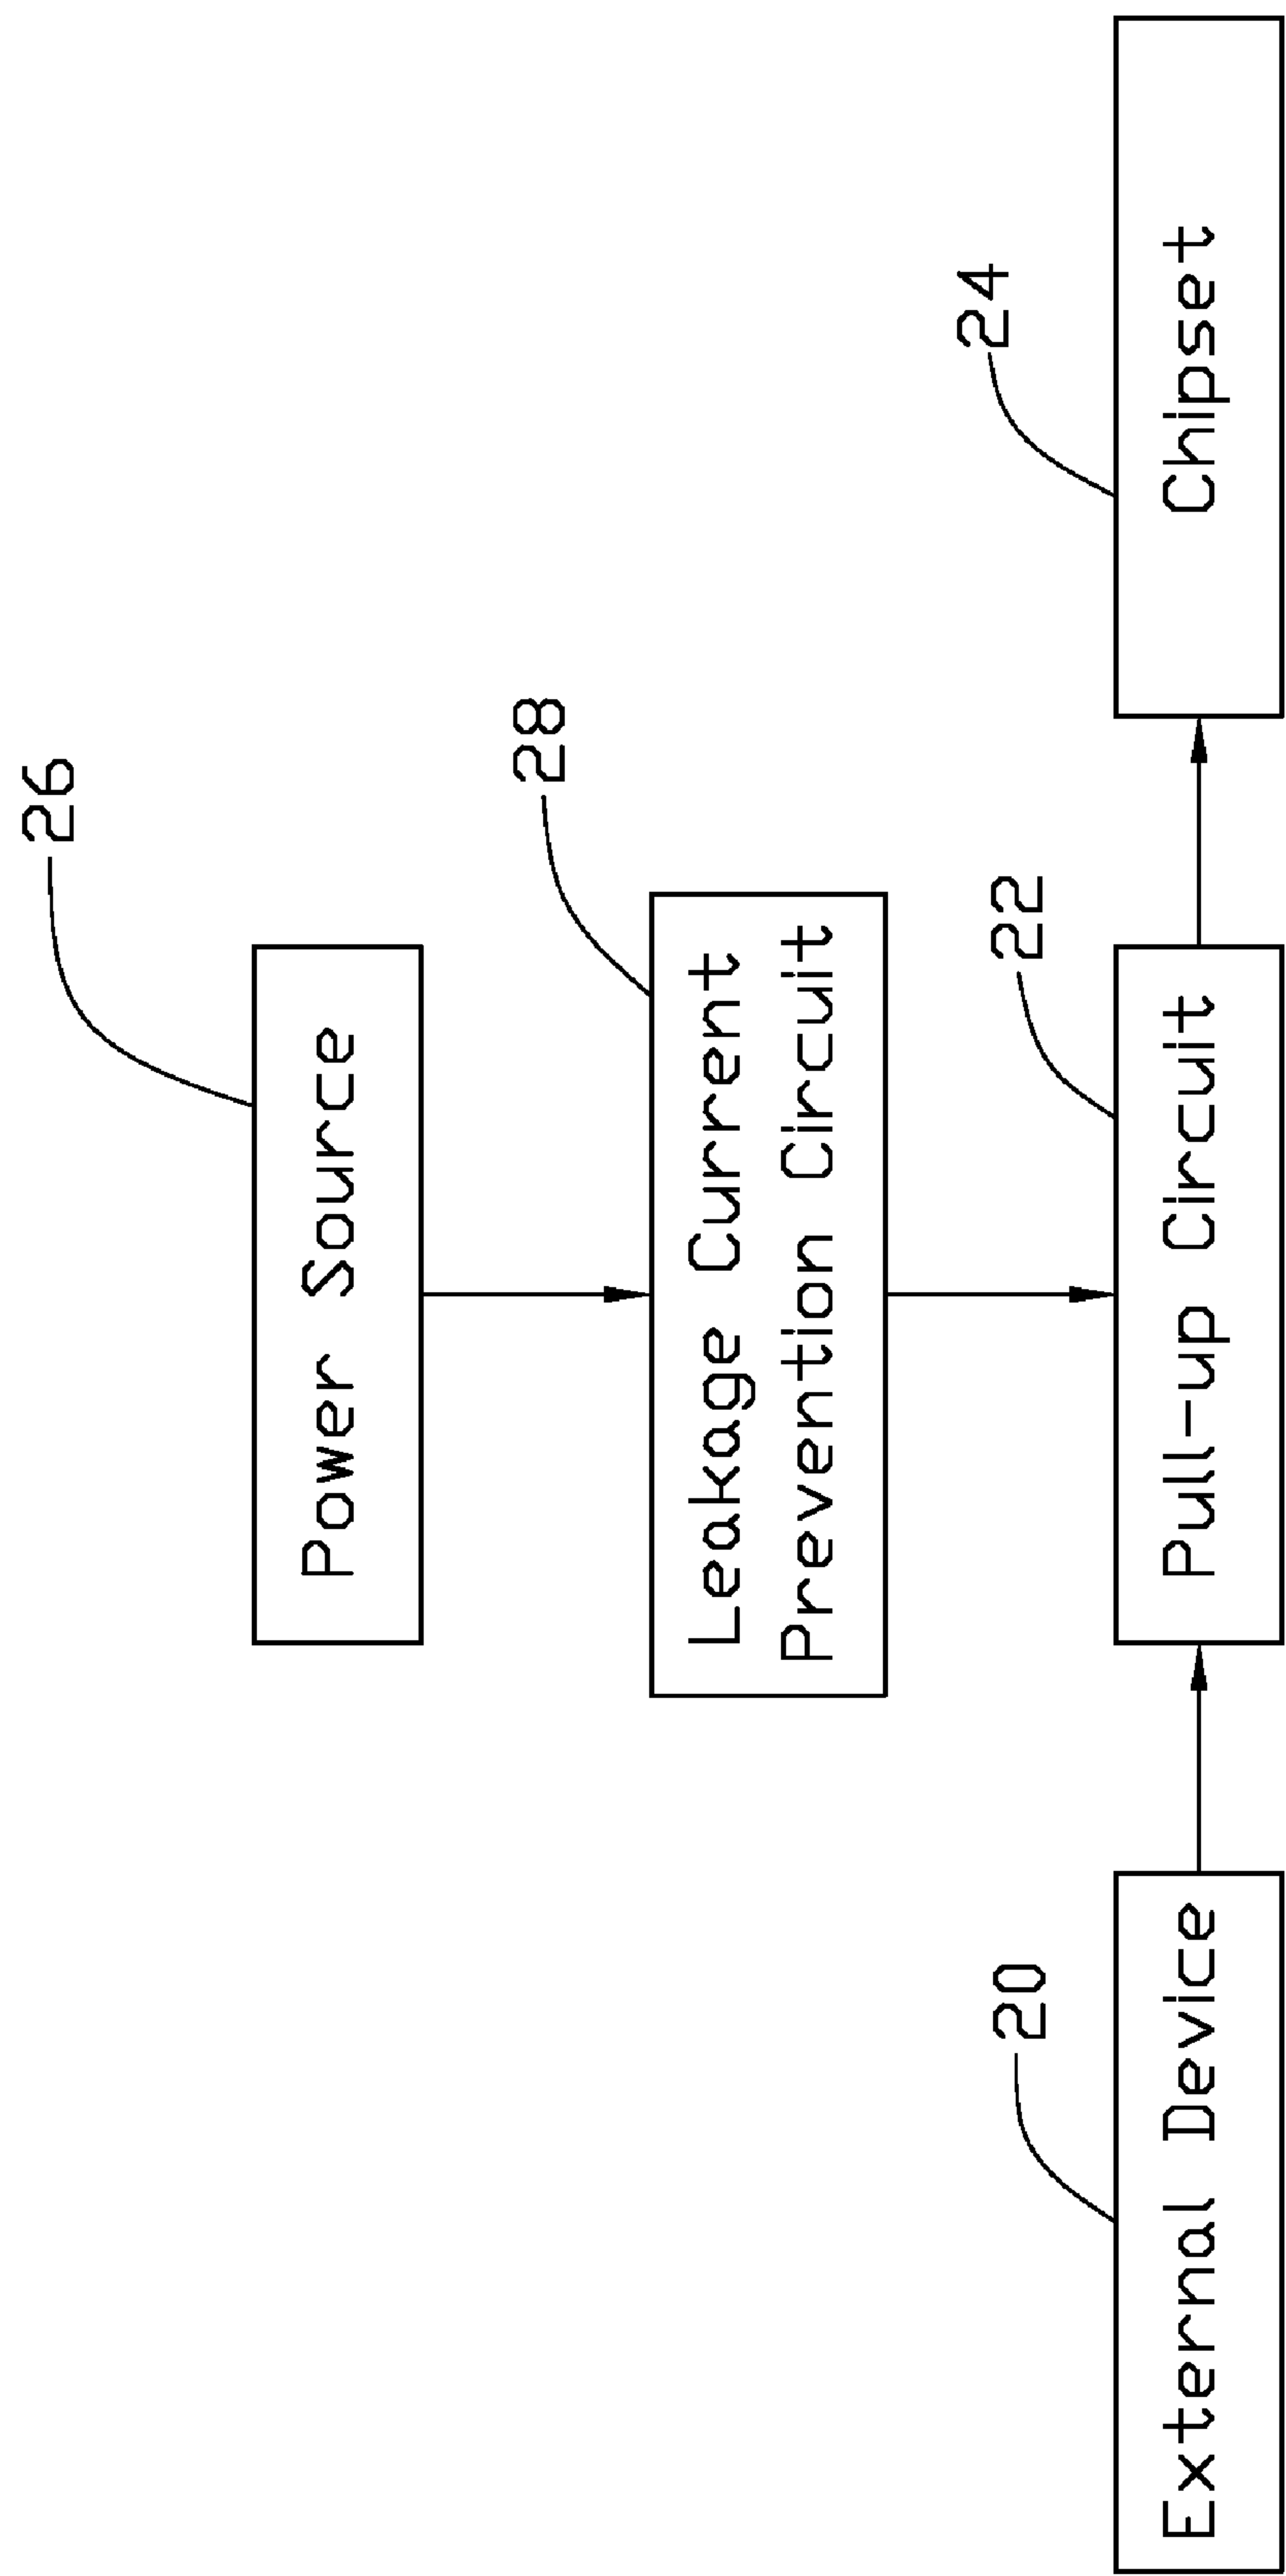 26
Power Source
28
Leakage Current
Prevention Circuit
20
22
24
External Device
Pull-up Circuit
Chipset